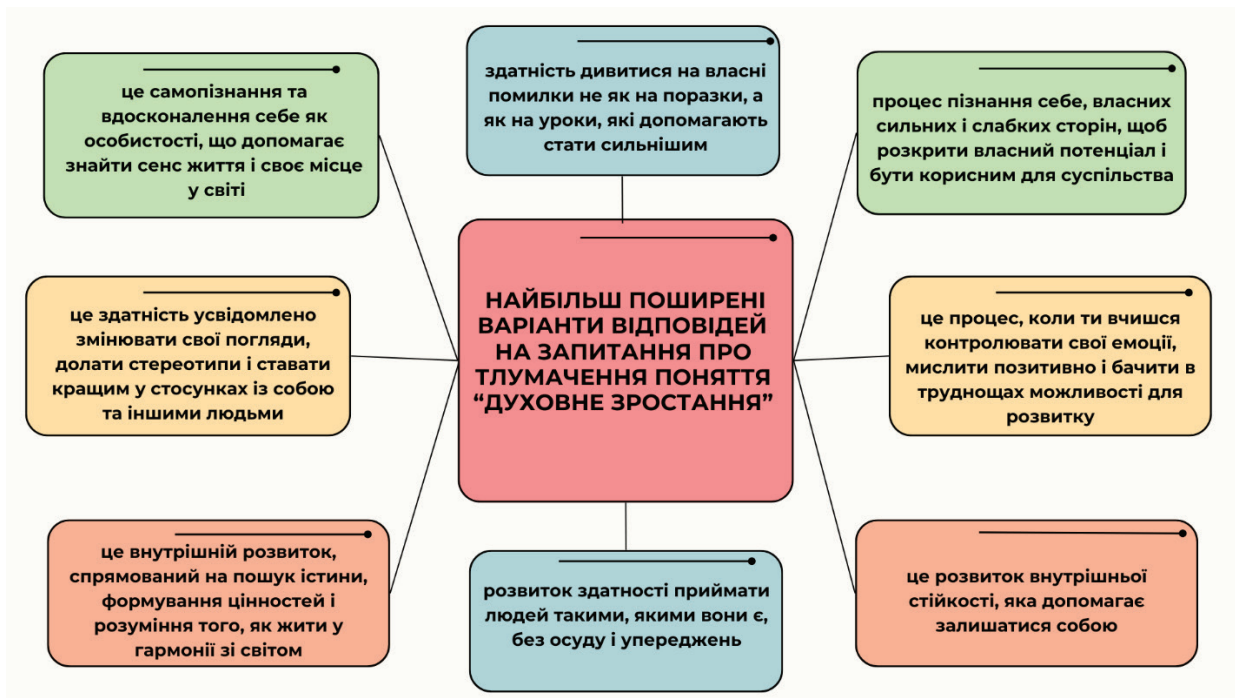 це самопізнання та
вдосконалення себе як
особистості, що допомагає
знайти сенс життя і своє місце
у світі
здатність дивитися на власні
помилки не як на поразки, а
як на уроки, які допомагають
стати сильнішим
процес пізнання себе, власних
сильних і слабких сторін, щоб
розкрити власний потенціал і
бути корисним для суспільства
це здатність усвідомлено
змінювати свої погляди,
долати стереотипи і ставати
кращим у стосунках із собою
та іншими людьми
НАЙБІЛЬШ ПОШИРЕНІ
ВАРІАНТИ ВІДПОВІДЕЙ
НА ЗАПИТАННЯ ПРО
ТЛУМАЧЕННЯ ПОНЯТТЯ
“ДУХОВНЕ ЗРОСТАННЯ”
це процес, коли ти вчишся
контролювати свої емоції,
мислити позитивно і бачити в
труднощах можливості для
розвитку
це внутрішній розвиток,
спрямований на пошук істини,
формування цінностей і
розуміння того, як жити у
гармонії зі світом
розвиток здатності приймати
людей такими, якими вони є,
без осуду і упереджень
це розвиток внутрішньої
стійкості, яка допомагає
залишатися собою